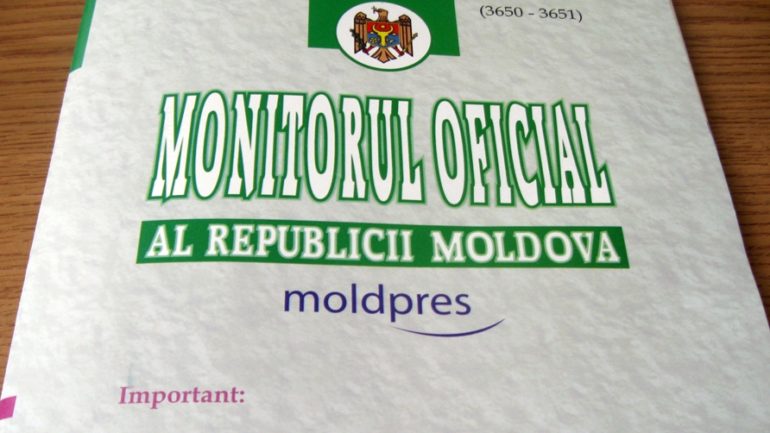 (3650 - 3651)
MONITORUL OFICIAL
AL REPUBLICII MOLDOVA
moldpres
Important: